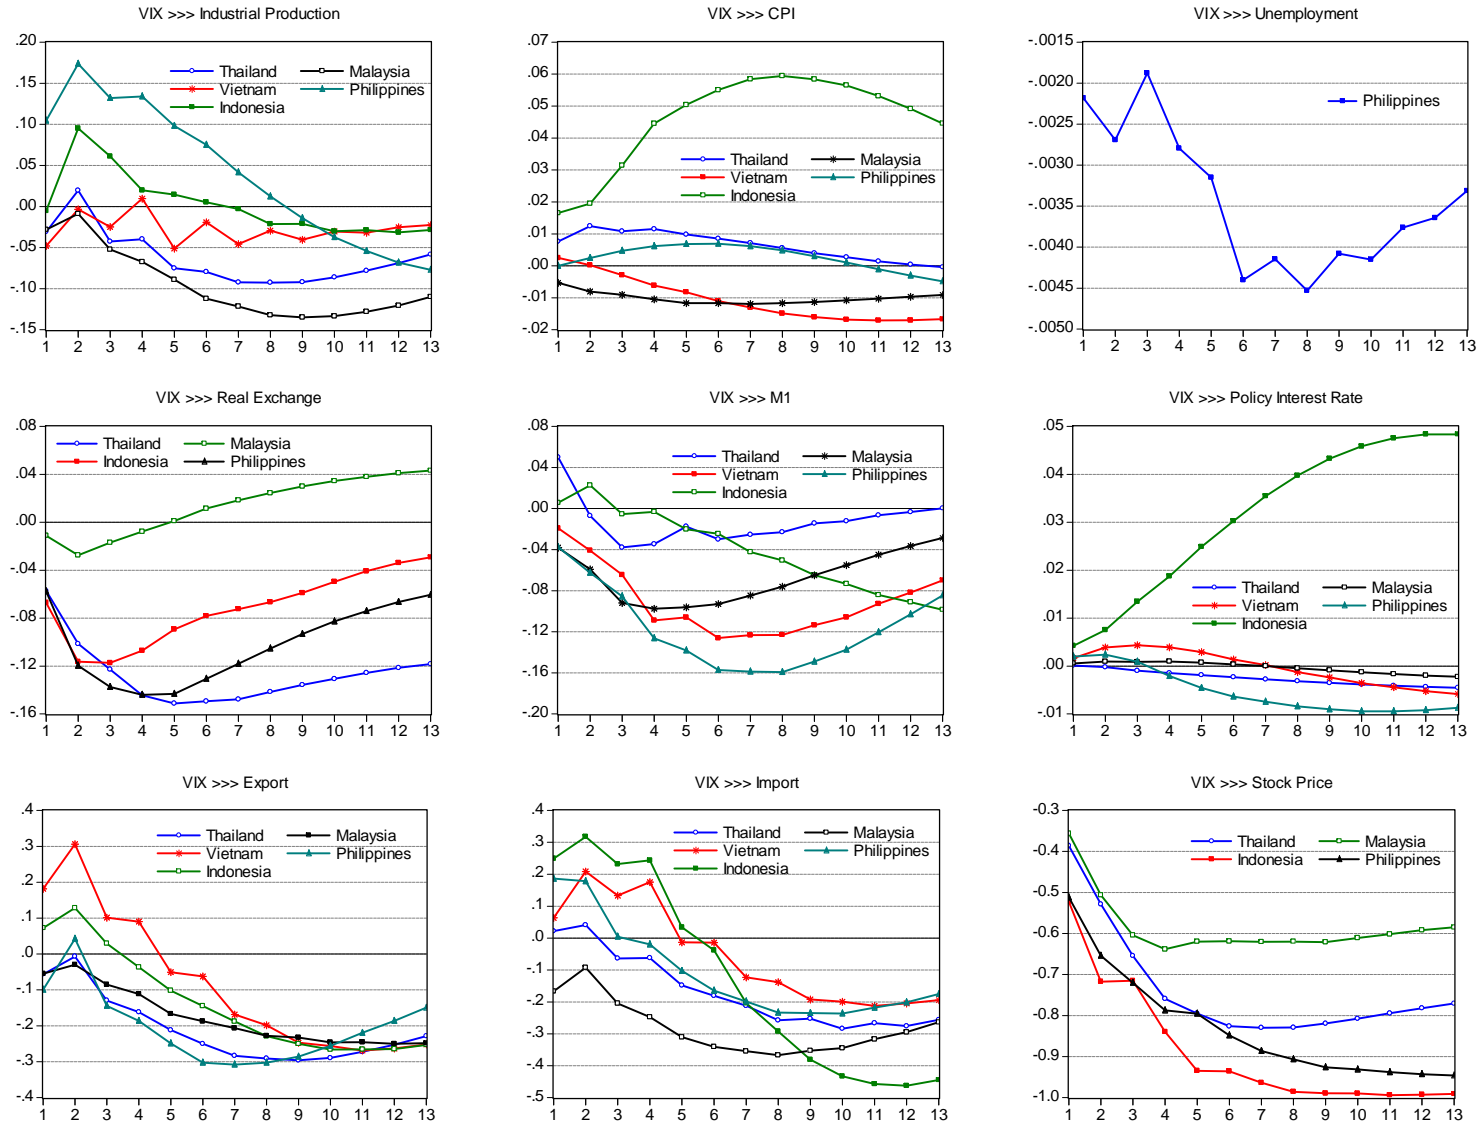 VIX >>> Industrial Production
.20
.15
.10
.05
.00
-.05
-.10
-.15
Thailand Malaysia
Vietnam Philippines
Indonesia
1 2 3 4 5 6 7 8 9 10 11 12 13
VIX >>> CPI
.07
.06
.05
.04
.03
.02
.01
.00
-.01
-.02
Thailand Malaysia
Vietnam Philippines
Indonesia
1 2 3 4 5 6 7 8 9 10 11 12 13
VIX >>> Unemployment
-.0015
-.0020
-.0025
-.0030
-.0035
-.0040
-.0045
-.0050
Philippines
1 2 3 4 5 6 7 8 9 10 11 12 13
VIX >>> Real Exchange
.08
.04
.00
-.04
-.08
-.12
-.16
Thailand Malaysia
Indonesia Philippines
1 2 3 4 5 6 7 8 9 10 11 12 13
VIX >>> M1
.08
.04
.00
-.04
-.08
-.12
-.16
-.20
Thailand Malaysia
Vietnam Philippines
Indonesia
1 2 3 4 5 6 7 8 9 10 11 12 13
VIX >>> Policy Interest Rate
.05
.04
.03
.02
.01
.00
-.01
Thailand Malaysia
Vietnam Philippines
Indonesia
1 2 3 4 5 6 7 8 9 10 11 12 13
VIX >>> Export
.4
.3
.2
.1
.0
-.1
-.2
-.3
-.4
Thailand Malaysia
Vietnam Philippines
Indonesia
1 2 3 4 5 6 7 8 9 10 11 12 13
VIX >>> Import
.4
.3
.2
.1
.0
-.1
-.2
-.3
-.4
-.5
Thailand Malaysia
Vietnam Philippines
Indonesia
1 2 3 4 5 6 7 8 9 10 11 12 13
VIX >>> Stock Price
-0.3
-0.4
-0.5
-0.6
-0.7
-0.8
-0.9
-1.0
Thailand Malaysia
Indonesia Philippines
1 2 3 4 5 6 7 8 9 10 11 12 13